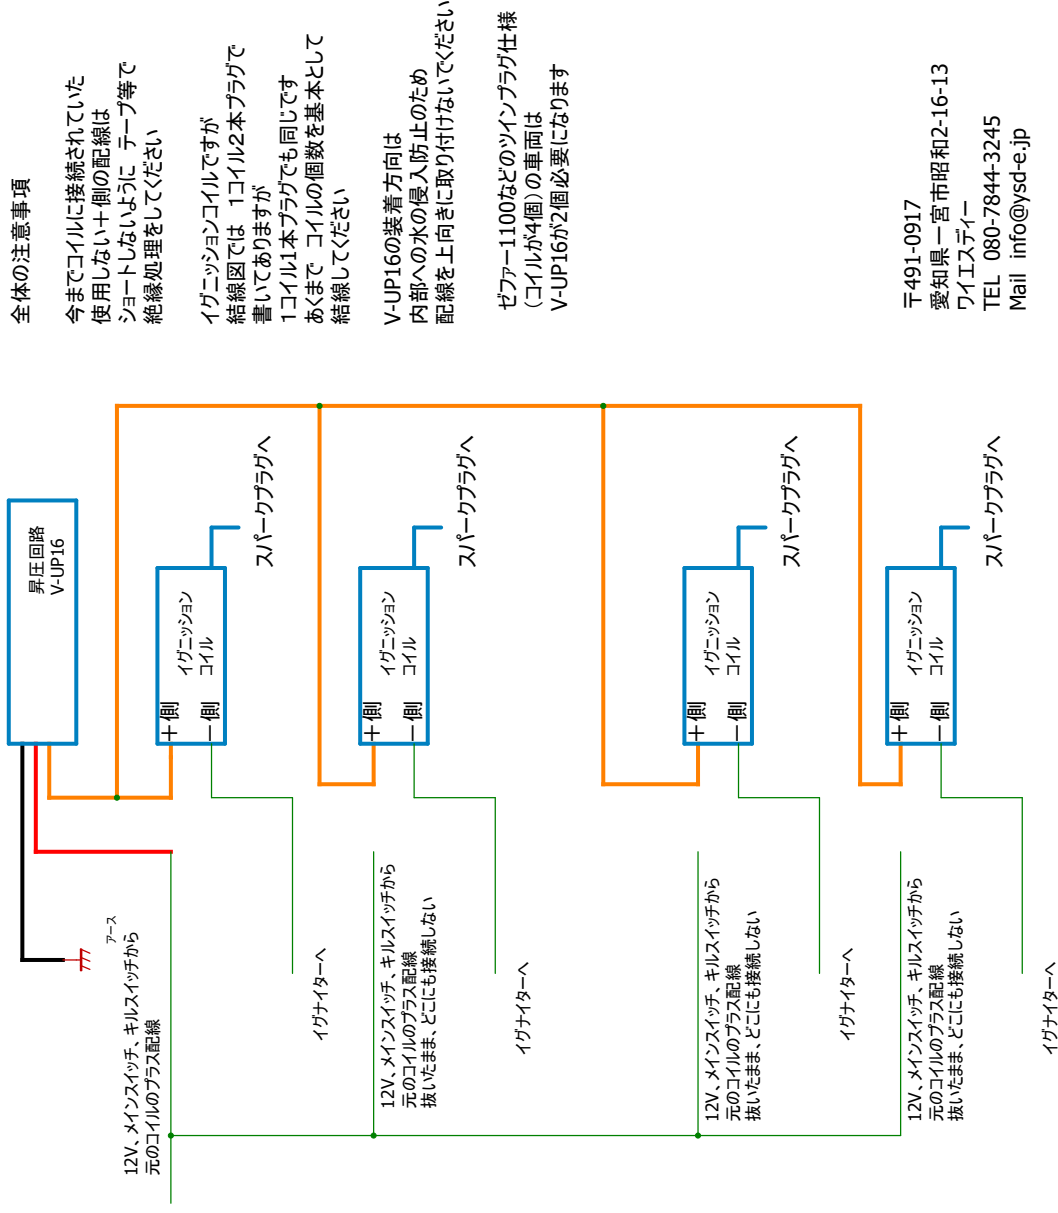 全体の注意事項
今までコイルに接続されていた
使用しない＋側の配線は
ショートしないように テープ等で
絶縁処理をしてください
イグニッションコイルですが
結線図では 1コイル2本プラグで
書いてありますが
1コイル1本プラグでも同じです
あくまで コイルの個数を基本として
結線してください
V-UP16の装着方向は
内部への水の侵入防止のため
配線を上向きに取り付けないでください
ゼファー1100などのツインプラグ仕様
（コイルが4個）の車両は
V-UP16が2個必要になります
〒491-0917
愛知県一宮市昭和2-16-13
ワイエスディー
TEL 080-7844-3245
Mail info@ysd-e.jp
昇圧回路
V-UP16
アース
12V、メインスイッチ、キルスイッチから
元のコイルのプラス配線
イグニッション
コイル
＋側
－側
スパークプラグへ
イグナイターへ
12V、メインスイッチ、キルスイッチから
元のコイルのプラス配線
抜いたまま、どこにも接続しない
イグニッション
コイル
＋側
－側
スパークプラグへ
イグナイターへ
12V、メインスイッチ、キルスイッチから
元のコイルのプラス配線
抜いたまま、どこにも接続しない
イグニッション
コイル
＋側
－側
スパークプラグへ
イグナイターへ
12V、メインスイッチ、キルスイッチから
元のコイルのプラス配線
抜いたまま、どこにも接続しない
イグニッション
コイル
＋側
－側
スパークプラグへ
イグナイターへ